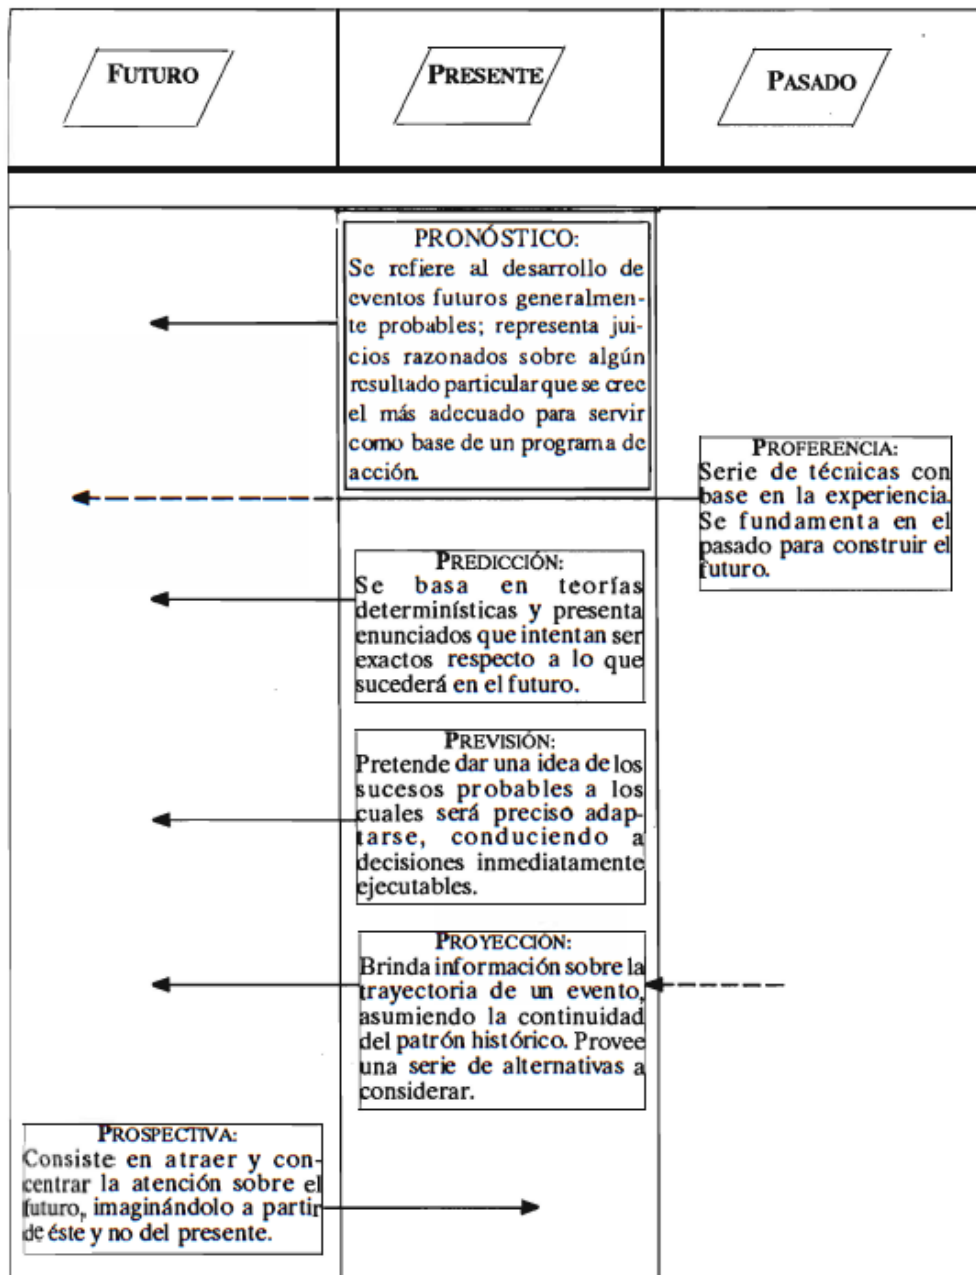 FUTURO
PRESENTE
PASADO
PRONÓSTICO:
Se refiere al desarrollo de
eventos futuros generalmen-
te probables; representa jui-
cios razonados sobre algún
resultado particular que se cree
el más adecuado para servir
como base de un programa de
acción.
PROFERENCIA:
Serie de técnicas con
base en la experiencia.
Se fundamenta en el
pasado para construir el
futuro.
PREDICCIÓN:
Se basa en teorías
determinísticas y presenta
enunciados que intentan ser
exactos respecto a lo que
sucederá en el futuro.
PREVISIÓN:
Pretende dar una idea de los
sucesos probables a los
cuales será preciso adap-
tarse, conduciendo a
decisiones inmediatamente
ejecutables.
PROYECCIÓN:
Brinda información sobre la
trayectoria de un evento,
asumiendo la continuidad
del patrón histórico. Provee
una serie de alternativas a
considerar.
PROSPECTIVA:
Consiste en atraer y con-
centrar la atención sobre el
futuro, imaginándolo a partir
de éste y no del presente.